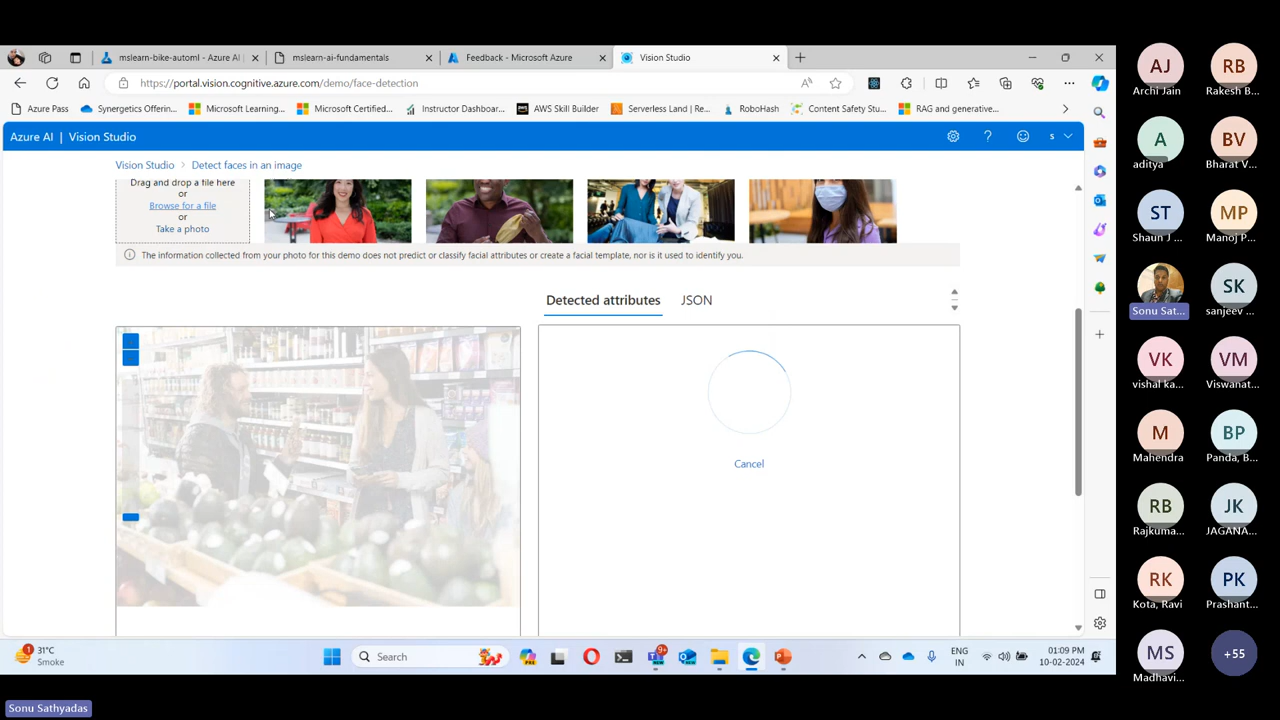 mslearn-bike-automl - Azure AI |
mslearn-ai-fundamentals
Feedback - Microsoft Azure
Vision Studio
https://portal.vision.cognitive.azure.com/demo/face-detection
Azure Pass
Synergetics Offerin...
Microsoft Learning...
Microsoft Certified...
Instructor Dashboar...
AWS Skill Builder
Serverless Land | Re...
RoboHash
Content Safety Stu...
RAG and generative...
Azure AI | Vision Studio
s
Vision Studio > Detect faces in an image
Drag and drop a file here
or
Browse for a file
or
Take a photo
The information collected from your photo for this demo does not predict or classify facial attributes or create a facial template, nor is it used to identify you.
Detected attributes
JSON
Cancel
1
31°C
Smoke
Search
9+
ENG
IN
01:09 PM
10-02-2024
AJ
Archi Jain
RB
Rakesh B...
A
aditya
BV
Bharat V...
ST
Shaun J ...
MP
Manoj P...
Sonu Sat...
SK
sanjeev ...
VK
vishal ka...
VM
Viswanat...
M
Mahendra
BP
Panda, B...
RB
Rajkuma...
JK
JAGANA...
RK
Kota, Ravi
PK
Prashant...
MS
Madhavi...
+55
Sonu Sathyadas